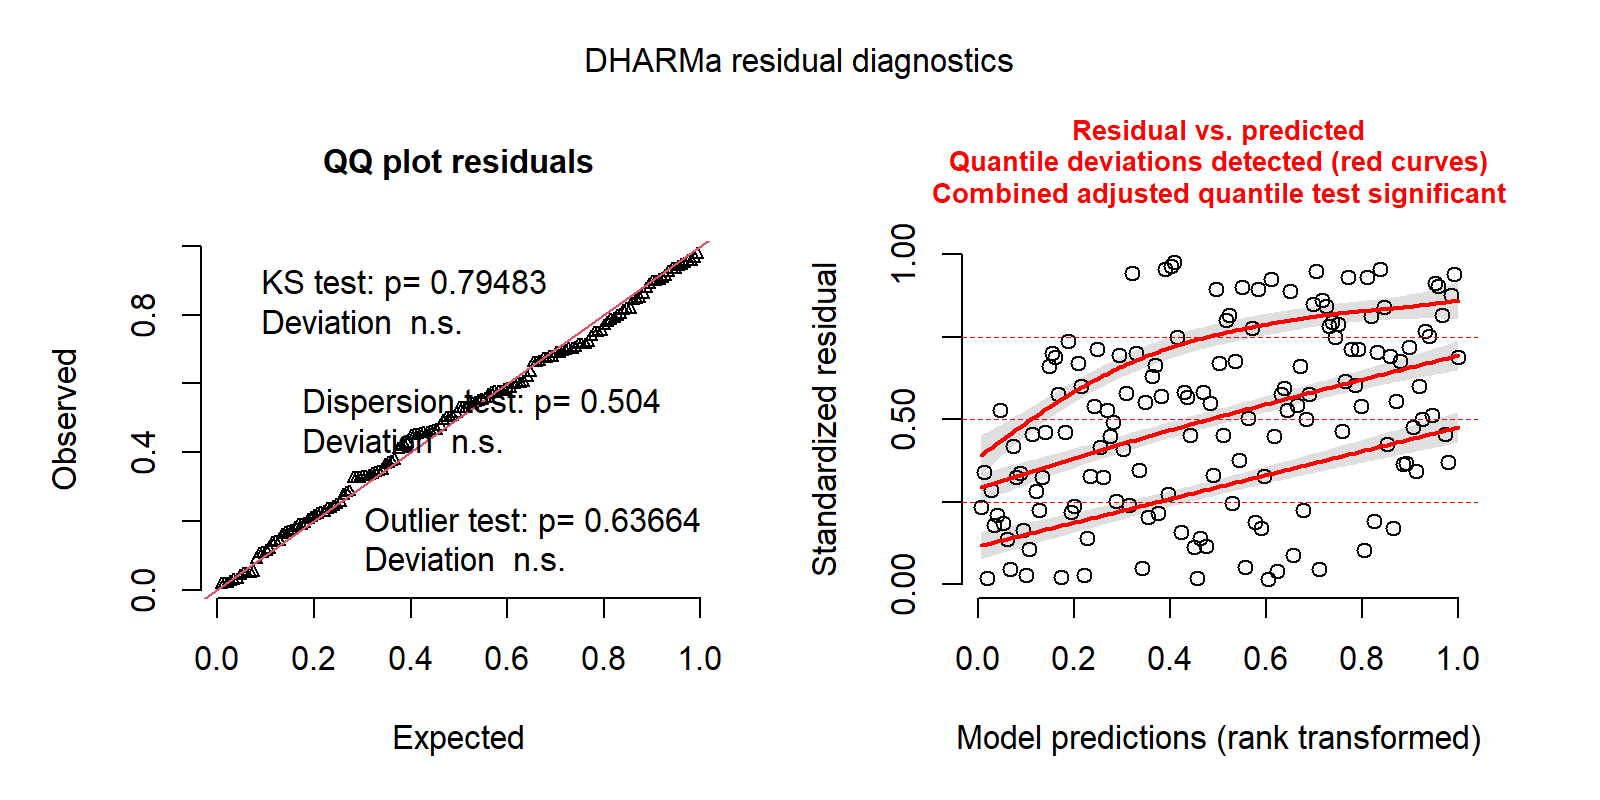 DHARMa residual diagnostics
QQ plot residuals
KS test: p= 0.79483
Deviation n.s.
Dispersion test: p= 0.504
Deviation n.s.
Outlier test: p= 0.63664
Deviation n.s.
Observed
0.0
0.4
0.8
0.0 0.2 0.4 0.6 0.8 1.0
Expected
Residual vs. predicted
Quantile deviations detected (red curves)
Combined adjusted quantile test significant
Standardized residual
0.00
0.50
1.00
0.0 0.2 0.4 0.6 0.8 1.0
Model predictions (rank transformed)